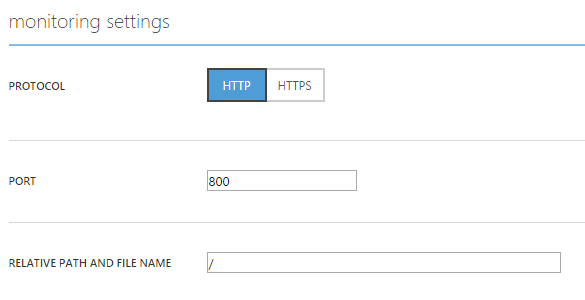 monitoring settings
PROTOCOL HTTP HTTPS
PORT 800
RELATIVE PATH AND FILE NAME /